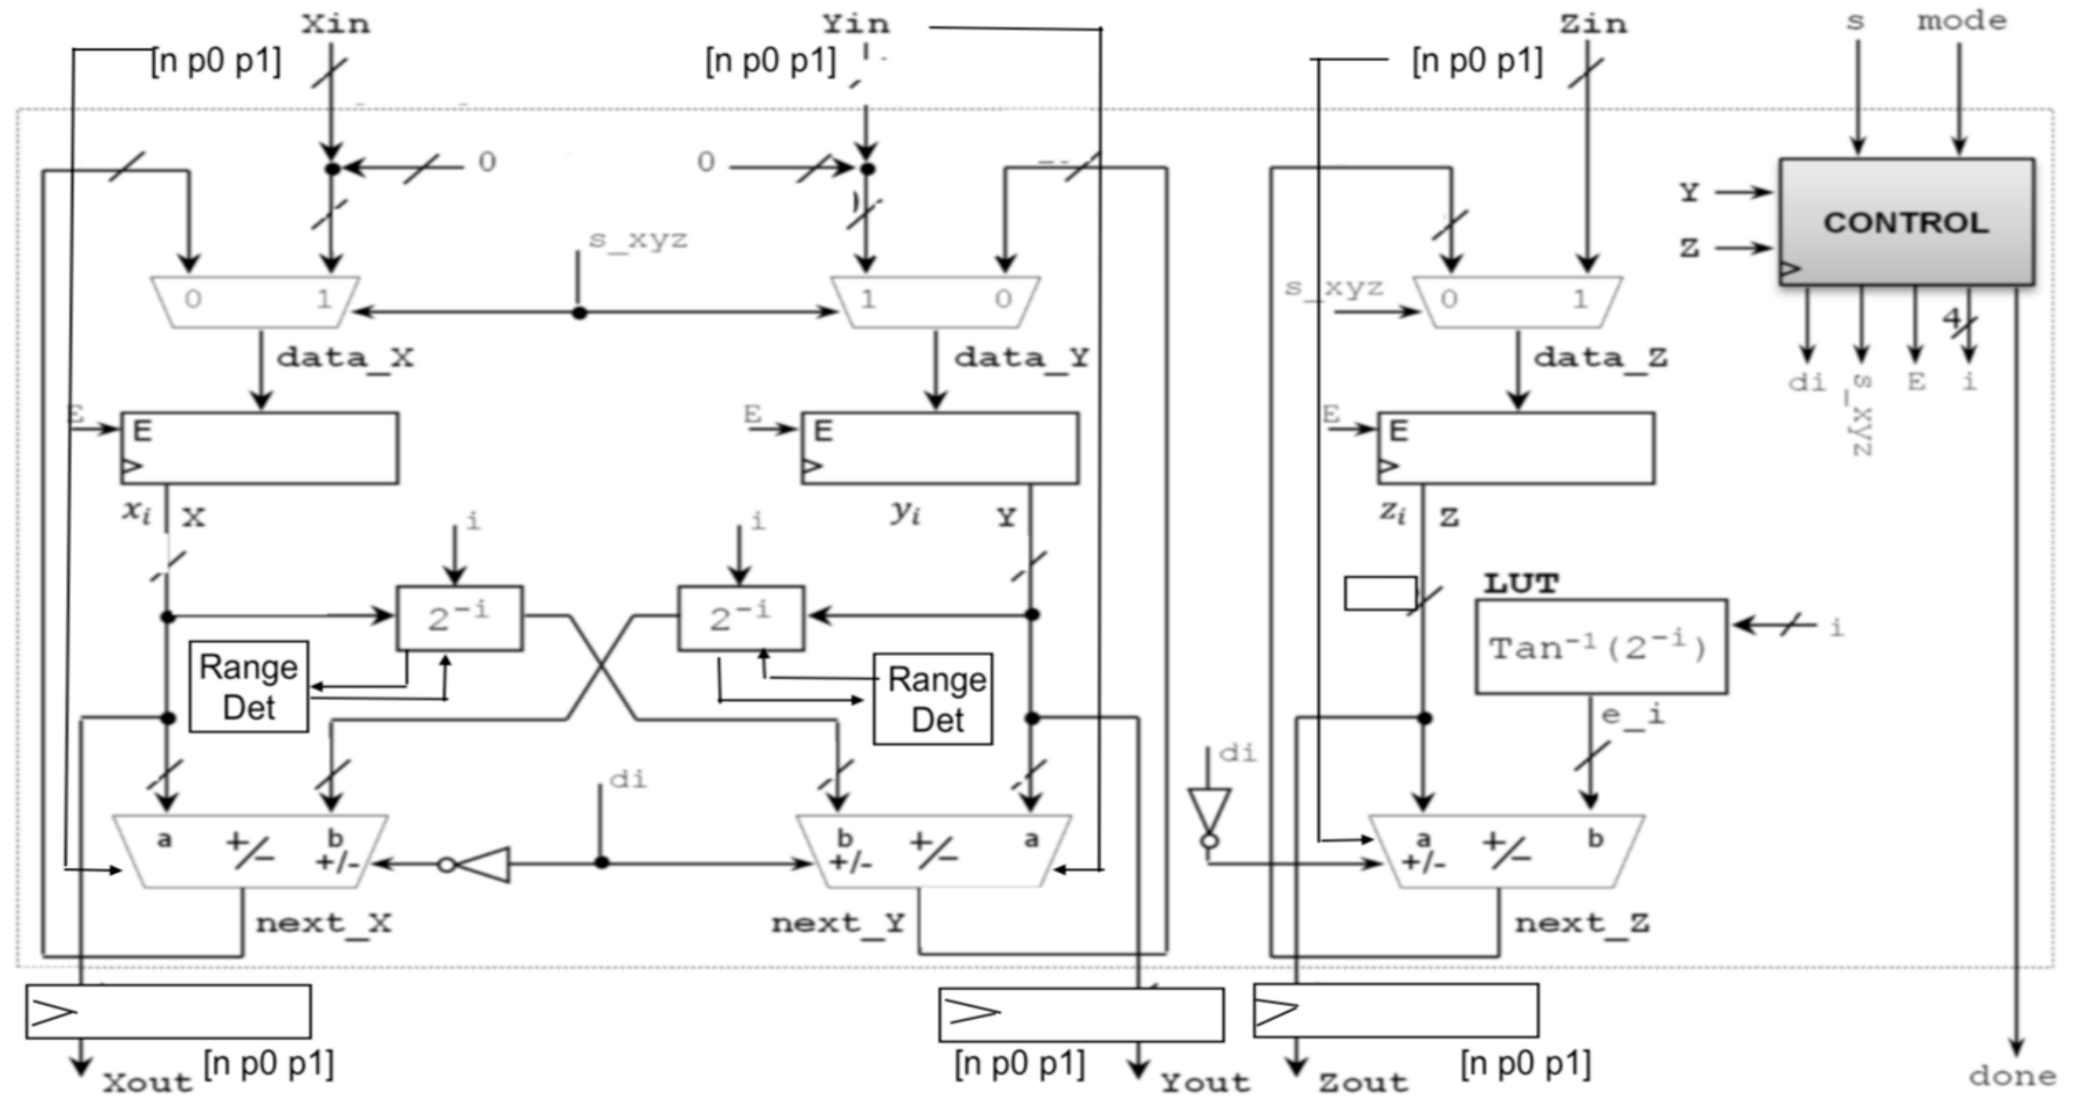 Xin
Yin
Zin
s
mode
[n p0 p1]
[n p0 p1]
[n p0 p1]
0
0
Y
Z
CONTROL
s_xyz
s_xyz
0 1
1 0
0 1
4
data_X
data_Y
data_Z
di
s_xyz
E
i
E
E
E
E
E
E
xi X
yi Y
zi Z
i
i
2^-i
2^-i
LUT
Tan^-1(2^-i)
i
Range
Det
Range
Det
e_i
di
di
a +/- b
+/-
b +/- a
+/-
a +/- b
+/-
next_X
next_Y
next_Z
[n p0 p1]
[n p0 p1]
[n p0 p1]
Xout
Yout
Zout
done